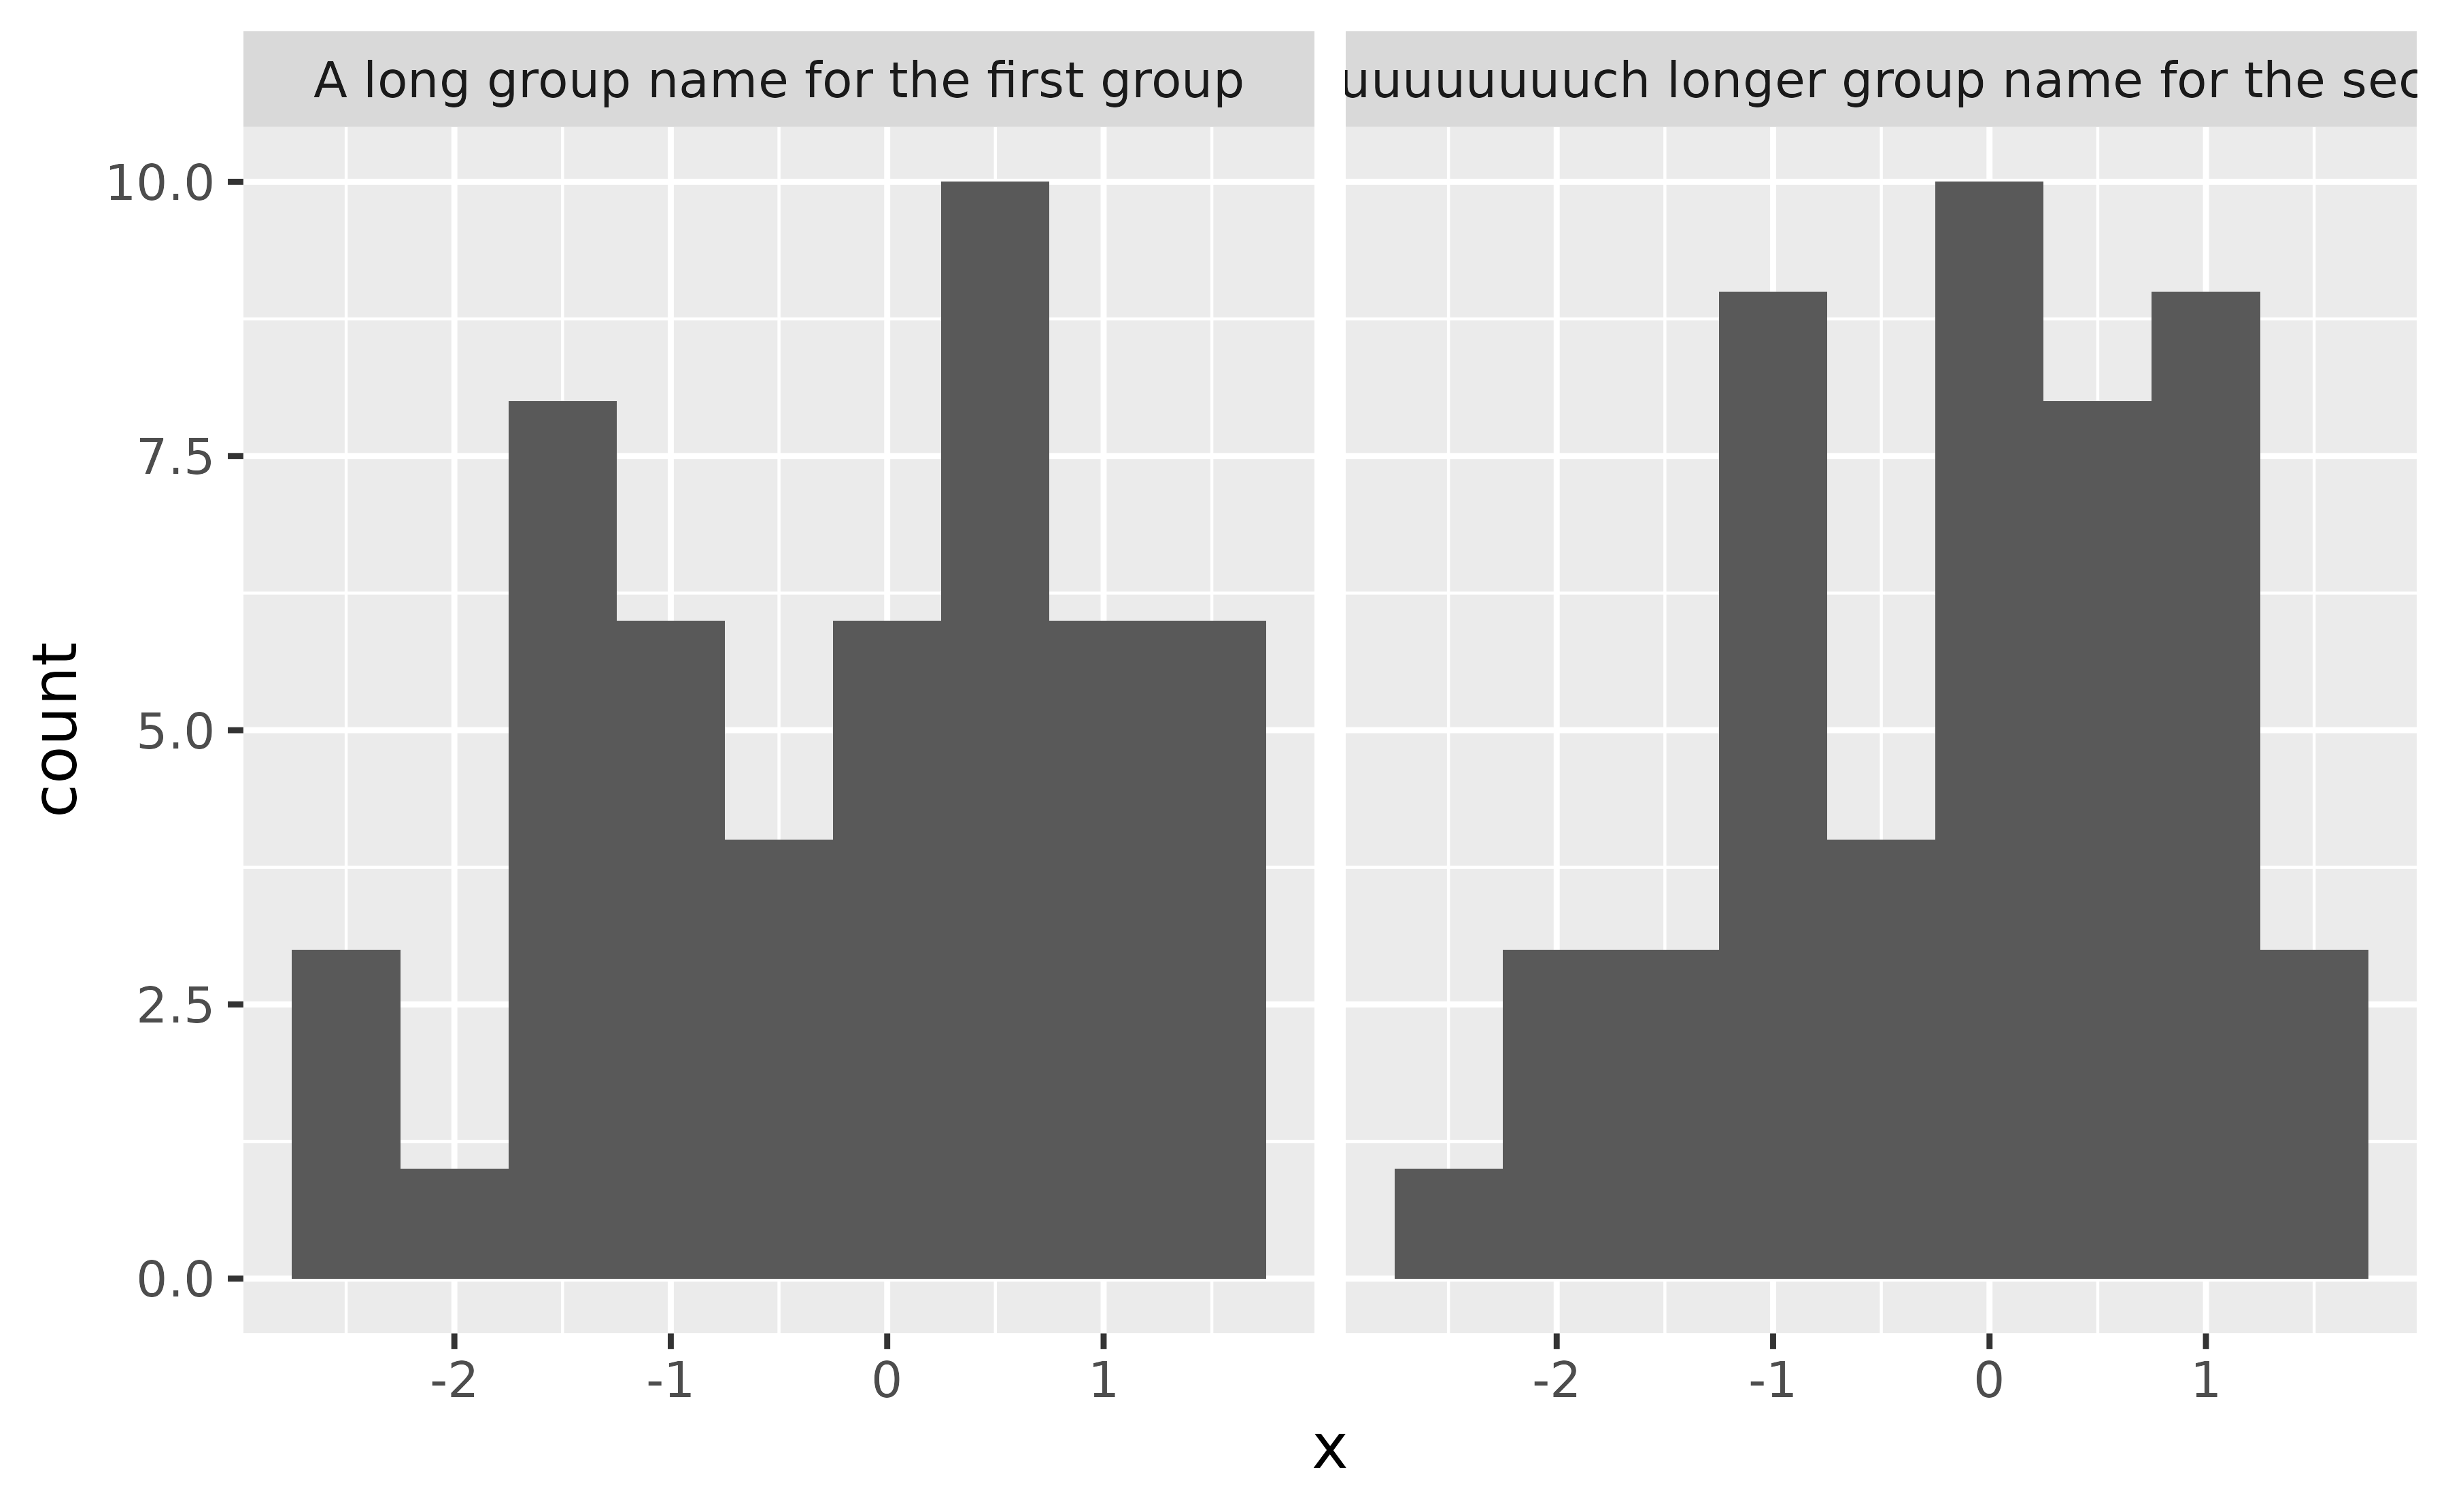 A long group name for the first group
uuuuuuuuuch longer group name for the sec
10.0
7.5
5.0
2.5
0.0
count
-2 -1 0 1
-2 -1 0 1
x